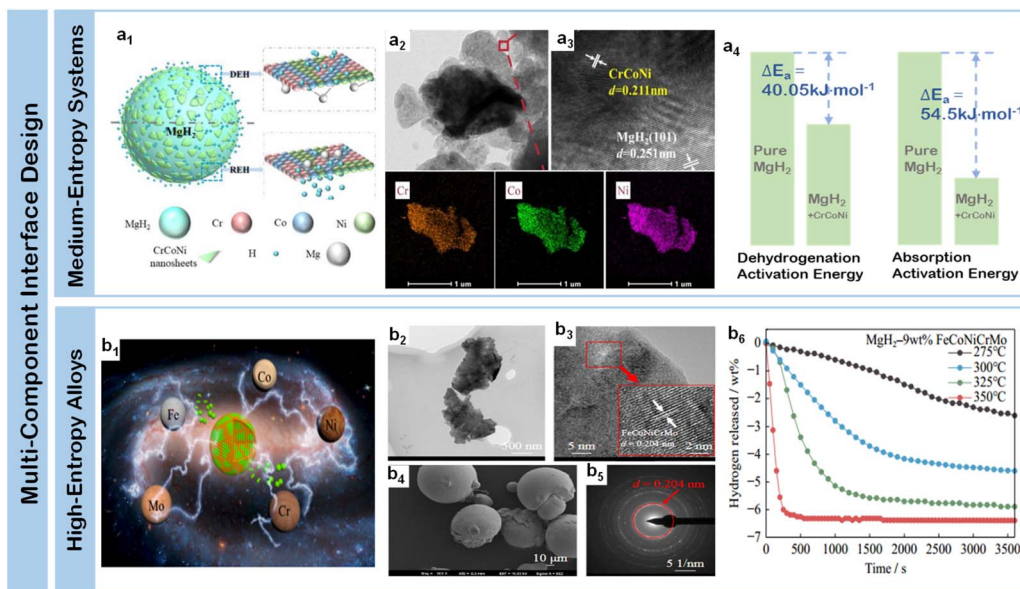 Multi-Component Interface Design
Medium-Entropy Systems
High-Entropy Alloys
a1
DEH
MgH2
REH
MgH2
Cr
Co
Ni
CrCoNi
nanosheets
H
Mg
a2
a3
CrCoNi
d=0.211nm
MgH2(101)
d=0.251nm
Cr
1 um
Co
1 um
Ni
1 um
a4
ΔEa =
40.05kJ·mol-1
Pure
MgH2
MgH2
+CrCoNi
Dehydrogenation
Activation Energy
ΔEa =
54.5kJ·mol-1
Pure
MgH2
MgH2
+CrCoNi
Absorption
Activation Energy
b1
Co
Fe
Ni
Mo
Cr
b2
500 nm
b3
FeCoNiCrMo
d = 0.204 nm
5 nm
2 nm
b4
10 μm
b5
d = 0.204 nm
5 1/nm
b6
MgH2-9wt% FeCoNiCrMo
275℃
300℃
325℃
350℃
Hydrogen released / wt%
0
-1
-2
-3
-4
-5
-6
-7
0 500 1000 1500 2000 2500 3000 3500
Time / s